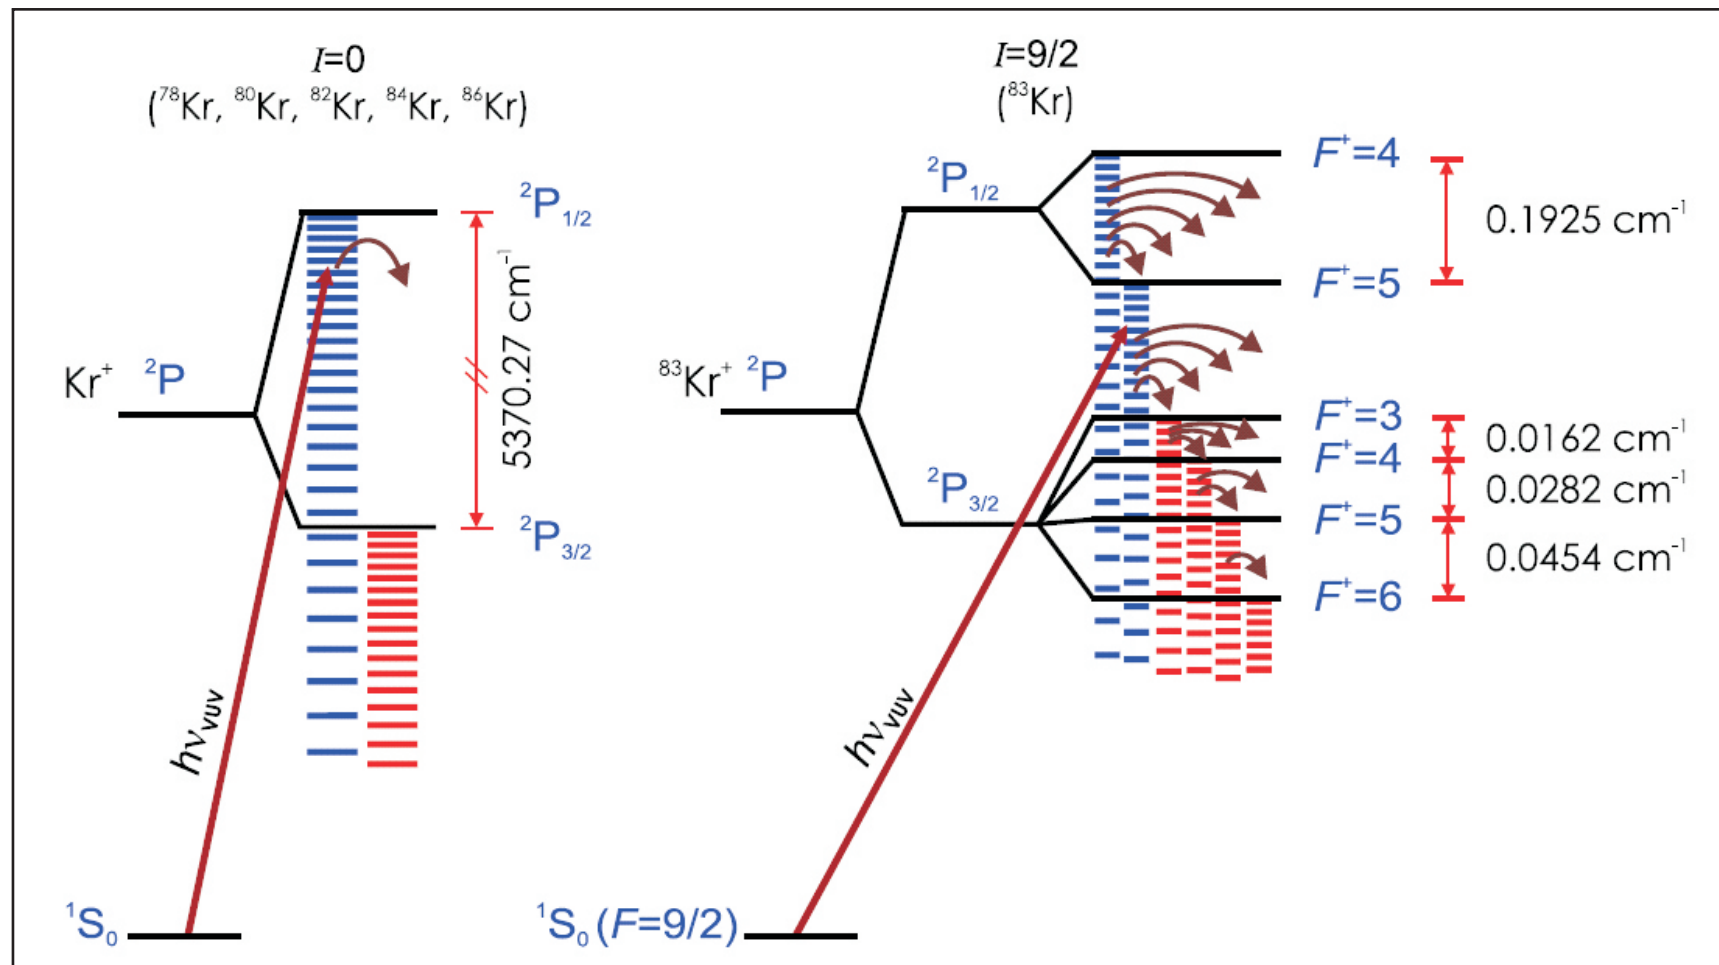 I=0
(⁷⁸Kr, ⁸⁰Kr, ⁸²Kr, ⁸⁴Kr, ⁸⁶Kr)
²P₁/₂
5370.27 cm⁻¹
Kr⁺ ²P
²P₃/₂
hνVUV
¹S₀
I=9/2
(⁸³Kr)
²P₁/₂
F⁺=4
0.1925 cm⁻¹
F⁺=5
⁸³Kr⁺ ²P
F⁺=3
0.0162 cm⁻¹
F⁺=4
²P₃/₂
0.0282 cm⁻¹
F⁺=5
0.0454 cm⁻¹
F⁺=6
hνVUV
¹S₀ (F=9/2)